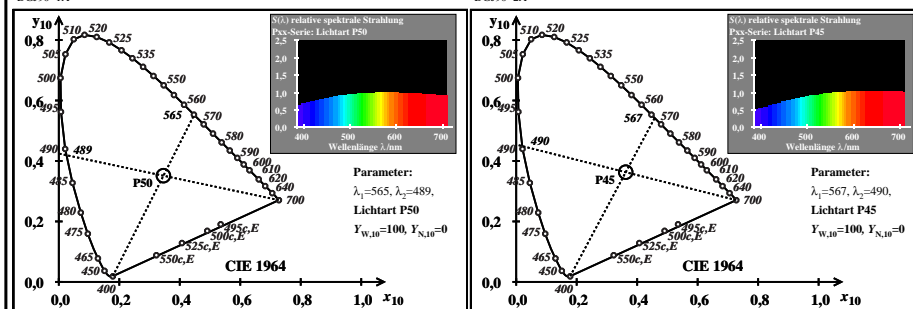 y10
S(λ) relative spektrale Strahlung
Pxx-Serie: Lichtart P50
2,5
2,0
1,5
1,0
0,5
0,0
400 500 600 700
Wellenlänge λ/nm
0,8
0,6
0,4
0,2
0,0
510 520
505 525
535
500 550
560
495 565 570
580
490 489 590
600
610
620
485 P50 640
700
480
475 495c,E
500c,E
465 525c,E
450 550c,E
400
CIE 1964
Parameter:
λ1=565, λ2=489,
Lichtart P50
YW,10=100, YN,10=0
0,0 0,2 0,4 0,6 0,8 1,0 x10
y10
S(λ) relative spektrale Strahlung
Pxx-Serie: Lichtart P45
2,5
2,0
1,5
1,0
0,5
0,0
400 500 600 700
Wellenlänge λ/nm
0,8
0,6
0,4
0,2
0,0
510 520
505 525
535
500 550
560
495 567 570
580
490 490 590
600
610
620
485 P45 640
700
480
475 495c,E
500c,E
465 525c,E
450 550c,E
400
CIE 1964
Parameter:
λ1=567, λ2=490,
Lichtart P45
YW,10=100, YN,10=0
0,0 0,2 0,4 0,6 0,8 1,0 x10